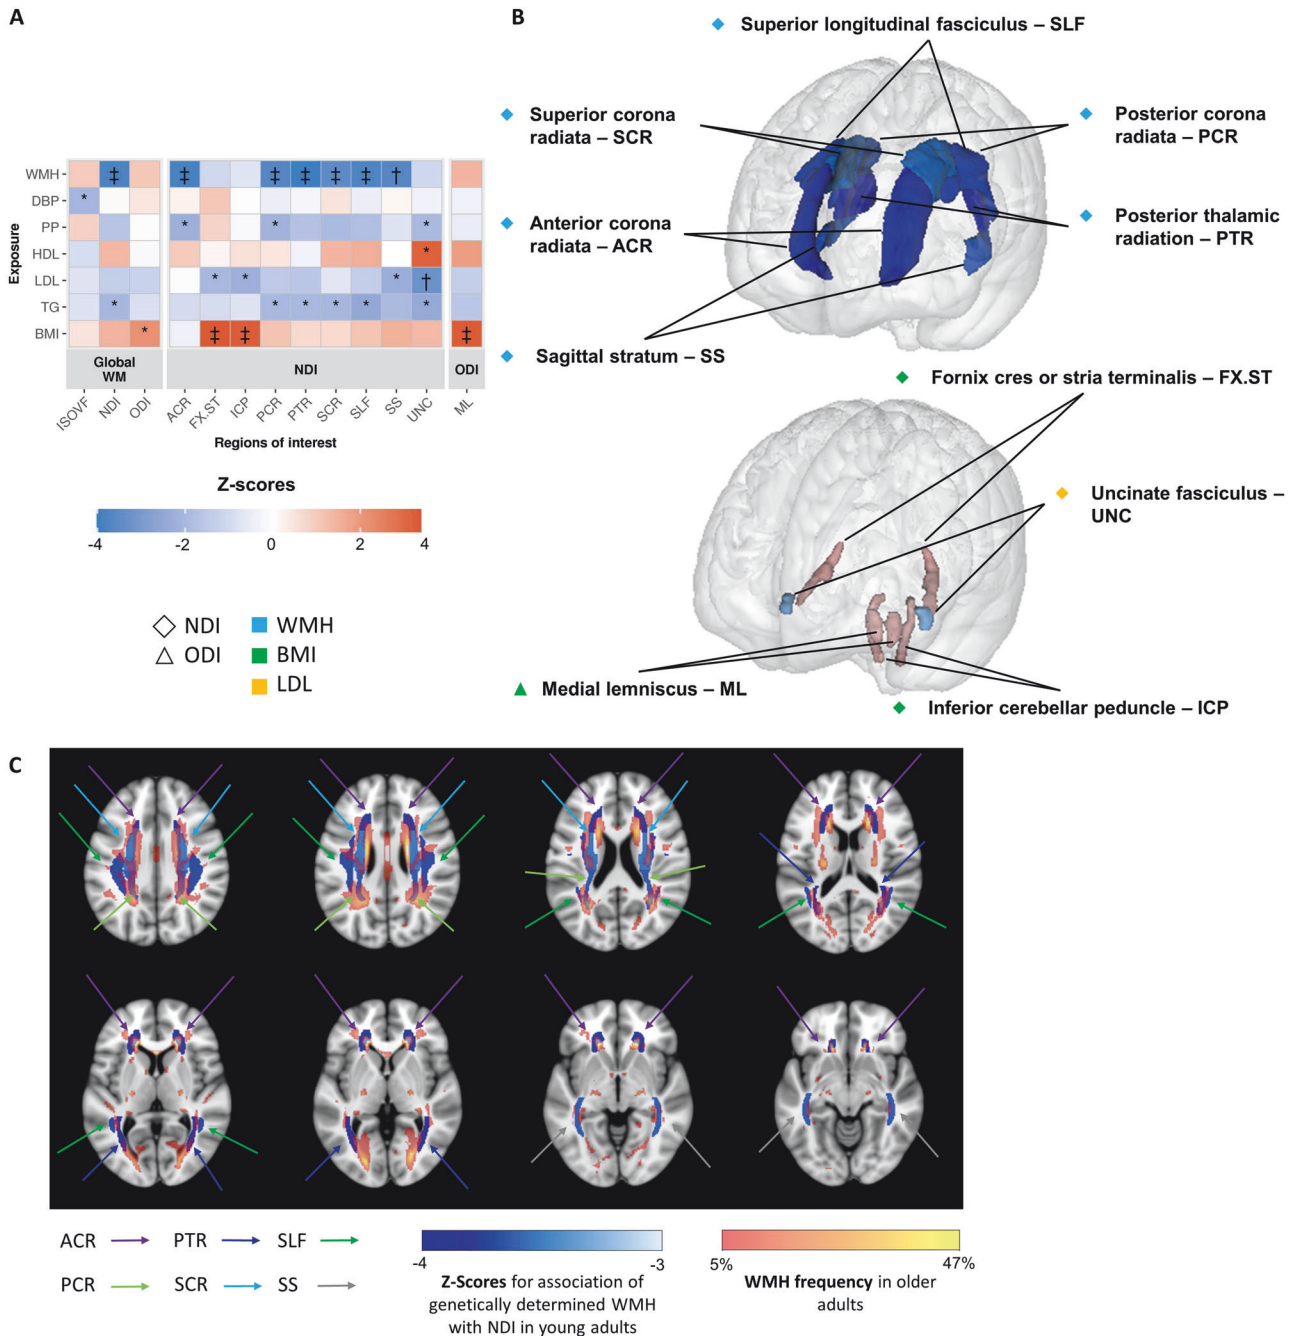 A
WMH
DBP
PP
HDL
LDL
TG
BMI
Exposure
‡ ‡ ‡ ‡ ‡ ‡ †
*
* * *
*
* * * †
* * * * * *
* ‡ ‡ ‡
Global
WM
NDI
ODI
ISOVF
NDI
ODI
ACR
FX.ST
ICP
PCR
PTR
SCR
SLF
SS
UNC
ML
Regions of interest
Z-scores
-4 -2 0 2 4
NDI
ODI
WMH
BMI
LDL
B
Superior longitudinal fasciculus – SLF
Superior corona
radiata – SCR
Posterior corona
radiata – PCR
Anterior corona
radiata – ACR
Posterior thalamic
radiation – PTR
Sagittal stratum – SS
Fornix cres or stria terminalis – FX.ST
Uncinate fasciculus –
UNC
Medial lemniscus – ML
Inferior cerebellar peduncle – ICP
C
ACR PTR SLF
PCR SCR SS
-4 -3
Z-Scores for association of
genetically determined WMH
with NDI in young adults
5% 47%
WMH frequency in older
adults